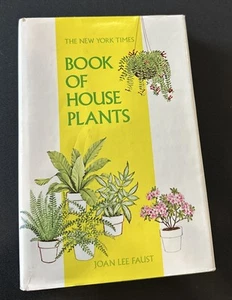 THE NEW YORK TIMES
BOOK
OF
HOUSE
PLANTS
JOAN LEE FAUST